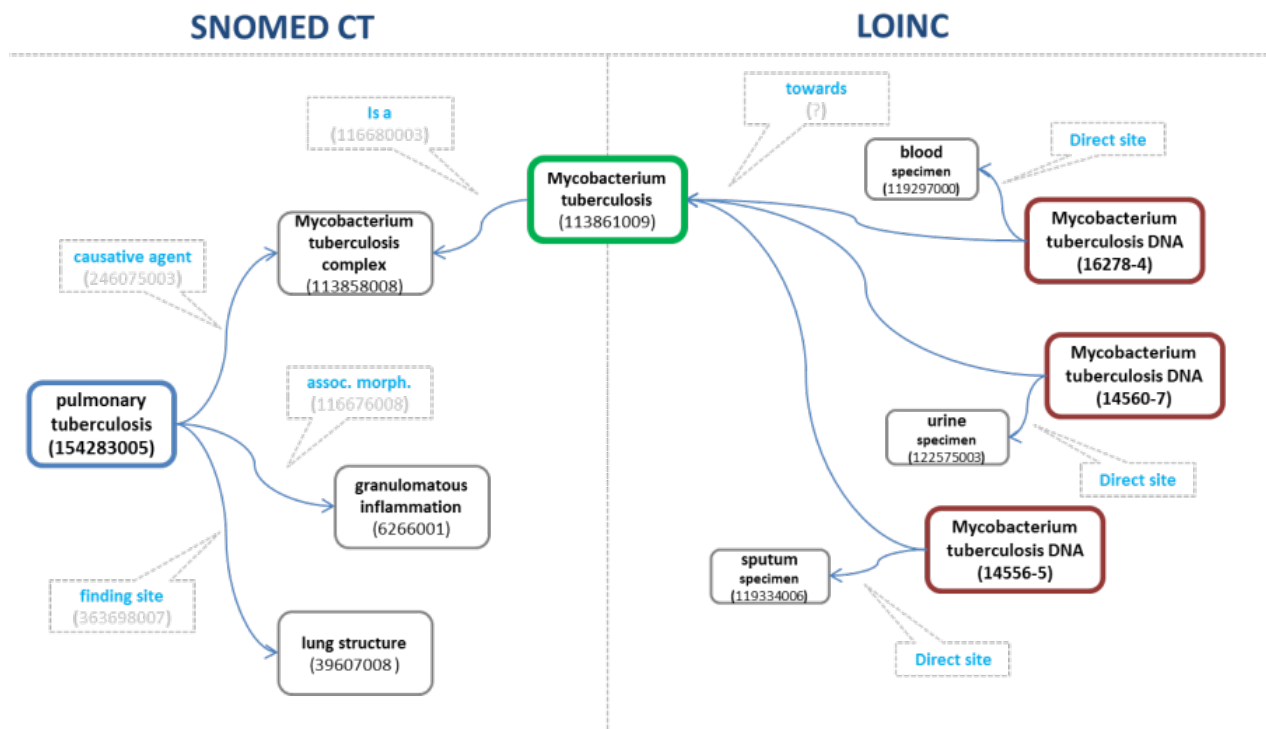 SNOMED CT
LOINC
Is a
(116680003)
towards
(?)
blood
specimen
(119297000)
Direct site
Mycobacterium
tuberculosis
(113861009)
Mycobacterium
tuberculosis
complex
(113858008)
Mycobacterium
tuberculosis DNA
(16278-4)
causative agent
(246075003)
Mycobacterium
tuberculosis DNA
(14560-7)
assoc. morph.
(116676008)
pulmonary
tuberculosis
(154283005)
urine
specimen
(122575003)
Direct site
granulomatous
inflammation
(6266001)
Mycobacterium
tuberculosis DNA
(14556-5)
sputum
specimen
(119334006)
finding site
(363698007)
lung structure
(39607008 )
Direct site